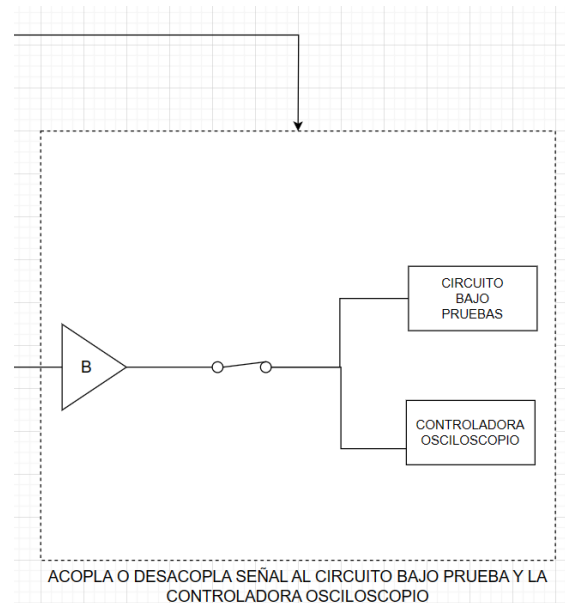 CIRCUITO
BAJO
PRUEBAS
B
CONTROLADORA
OSCILOSCOPIO
ACOPLA O DESACOPLA SEÑAL AL CIRCUITO BAJO PRUEBA Y LA
CONTROLADORA OSCILOSCOPIO